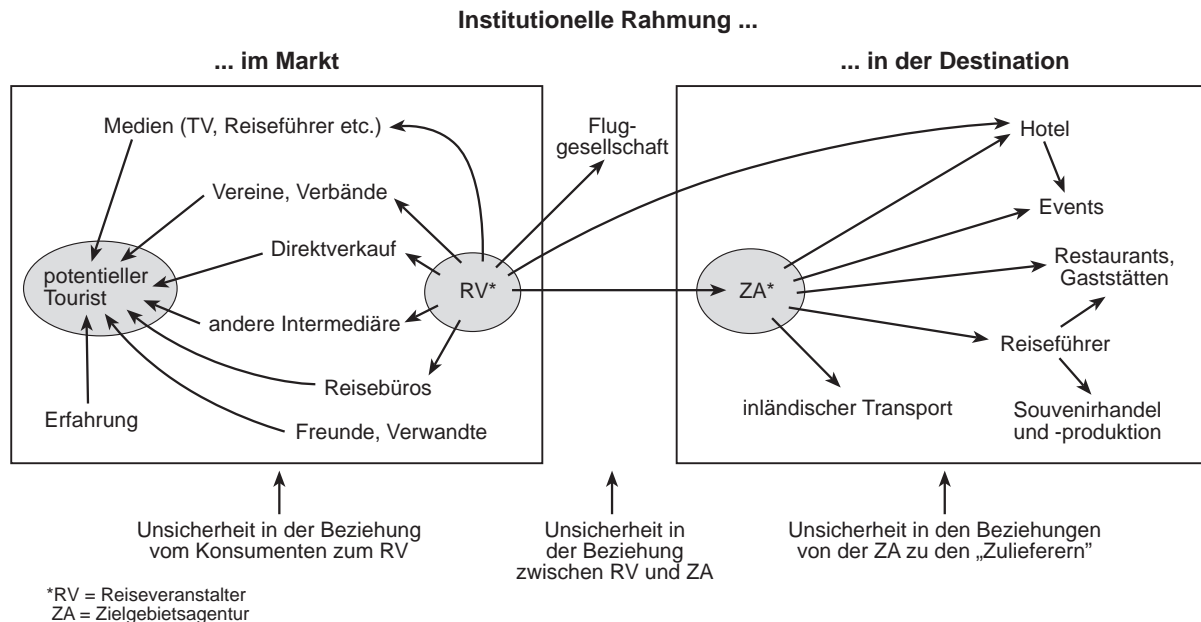 Institutionelle Rahmung ...
... im Markt
... in der Destination
Medien (TV, Reiseführer etc.)
Vereine, Verbände
Direktverkauf
potentieller
Tourist
andere Intermediäre
Reisebüros
Erfahrung
Freunde, Verwandte
RV*
Flug-
gesellschaft
ZA*
Hotel
Events
Restaurants,
Gaststätten
Reiseführer
inländischer Transport
Souvenirhandel
und -produktion
Unsicherheit in der Beziehung
vom Konsumenten zum RV
Unsicherheit in
der Beziehung
zwischen RV und ZA
Unsicherheit in den Beziehungen
von der ZA zu den „Zulieferern”
*RV = Reiseveranstalter
ZA = Zielgebietsagentur